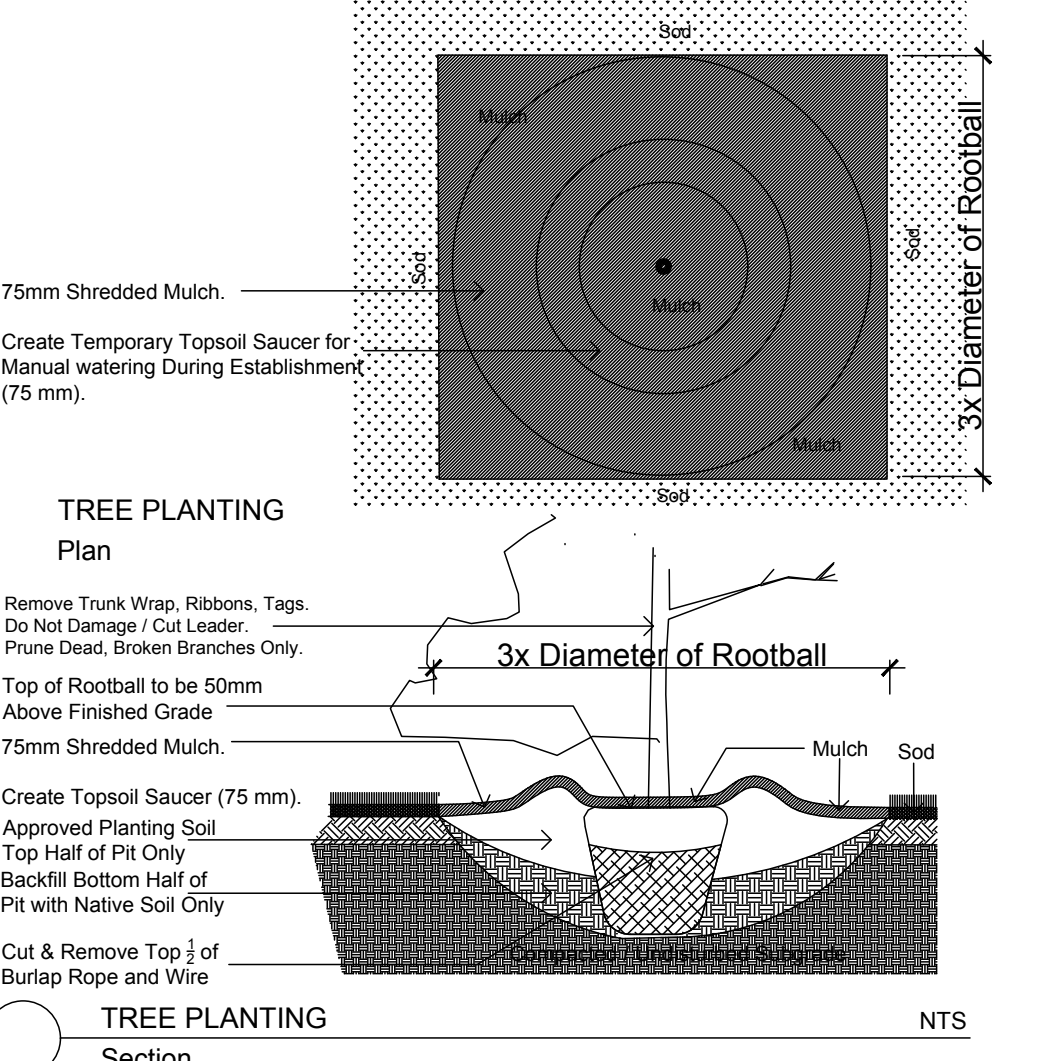 Sod
Mulch
3x Diameter of Rootball
Sod
Sod
75mm Shredded Mulch.
Mulch
Create Temporary Topsoil Saucer for
Manual watering During Establishment
(75 mm).
Mulch
Sod
TREE PLANTING
Plan
Remove Trunk Wrap, Ribbons, Tags.
Do Not Damage / Cut Leader.
Prune Dead, Broken Branches Only.
3x Diameter of Rootball
Top of Rootball to be 50mm
Above Finished Grade
75mm Shredded Mulch.
Mulch
Sod
Create Topsoil Saucer (75 mm).
Approved Planting Soil
Top Half of Pit Only
Backfill Bottom Half of
Pit with Native Soil Only
Cut & Remove Top ½ of
Burlap Rope and Wire
Compacted / Undisturbed Subgrade
TREE PLANTING
NTS
Section